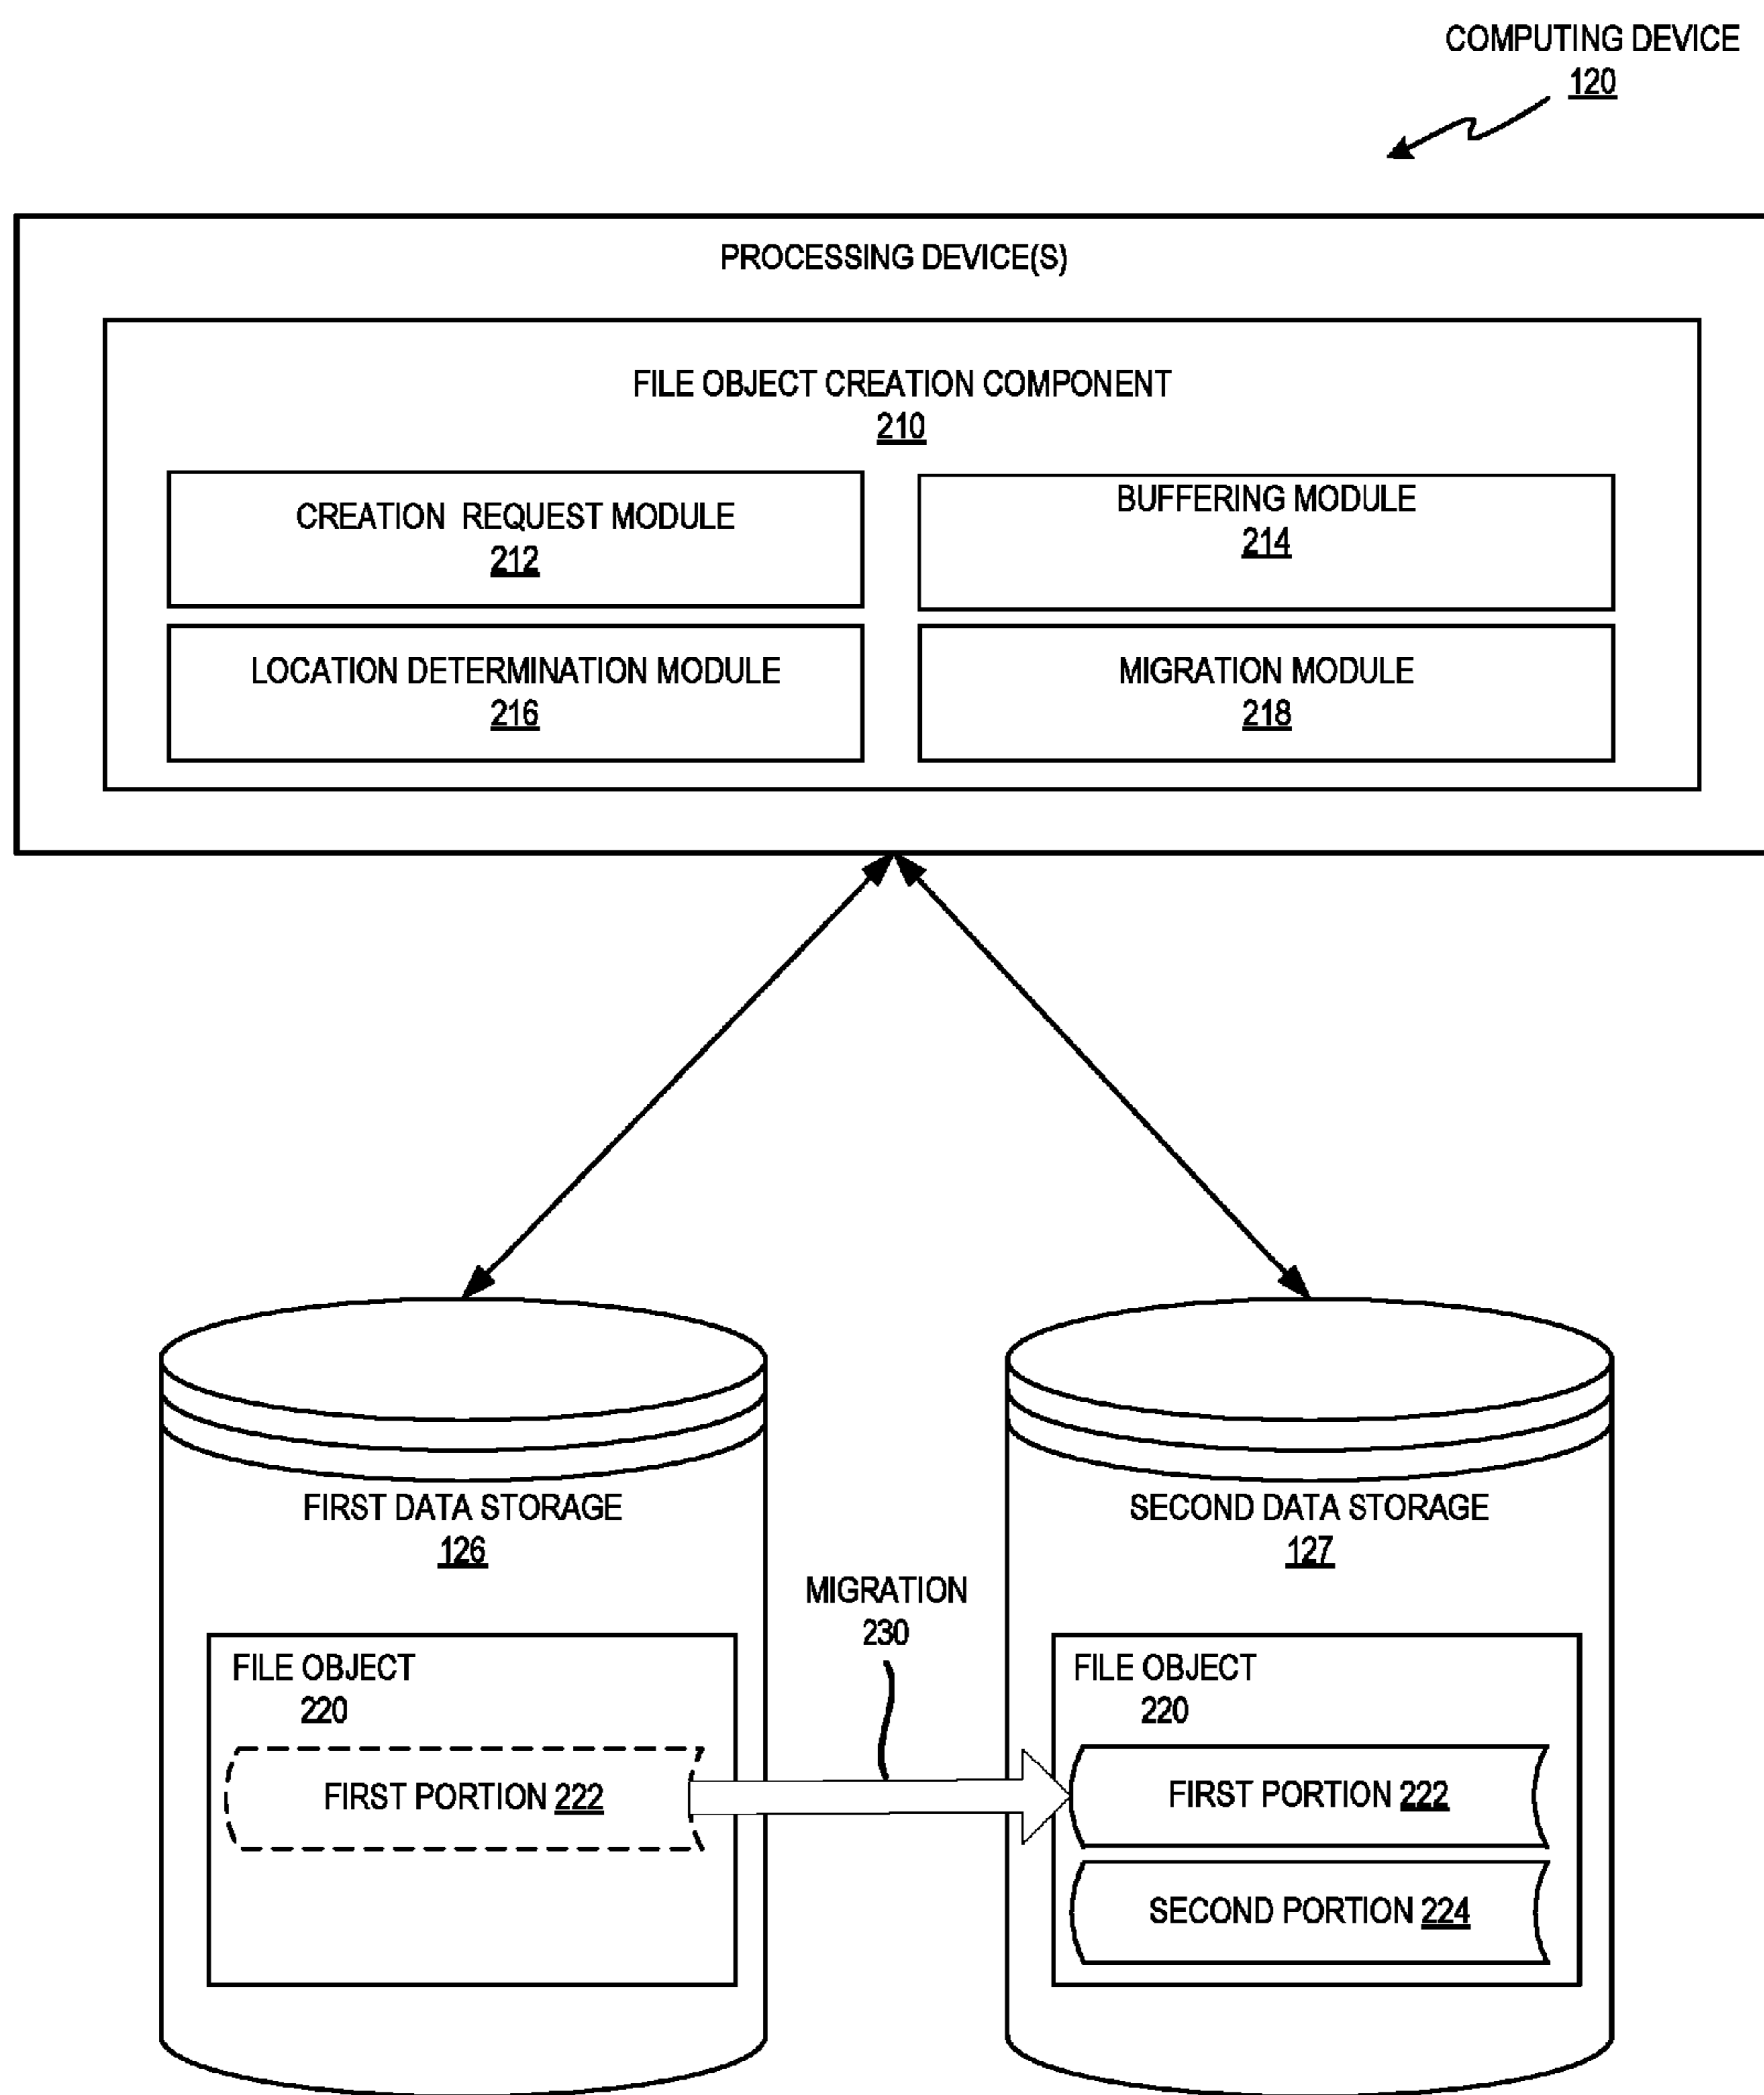 COMPUTING DEVICE
120
PROCESSING DEVICE(S)
FILE OBJECT CREATION COMPONENT
210
CREATION REQUEST MODULE
212
BUFFERING MODULE
214
LOCATION DETERMINATION MODULE
216
MIGRATION MODULE
218
FIRST DATA STORAGE
126
SECOND DATA STORAGE
127
MIGRATION
230
FILE OBJECT
220
FIRST PORTION 222
FILE OBJECT
220
FIRST PORTION 222
SECOND PORTION 224